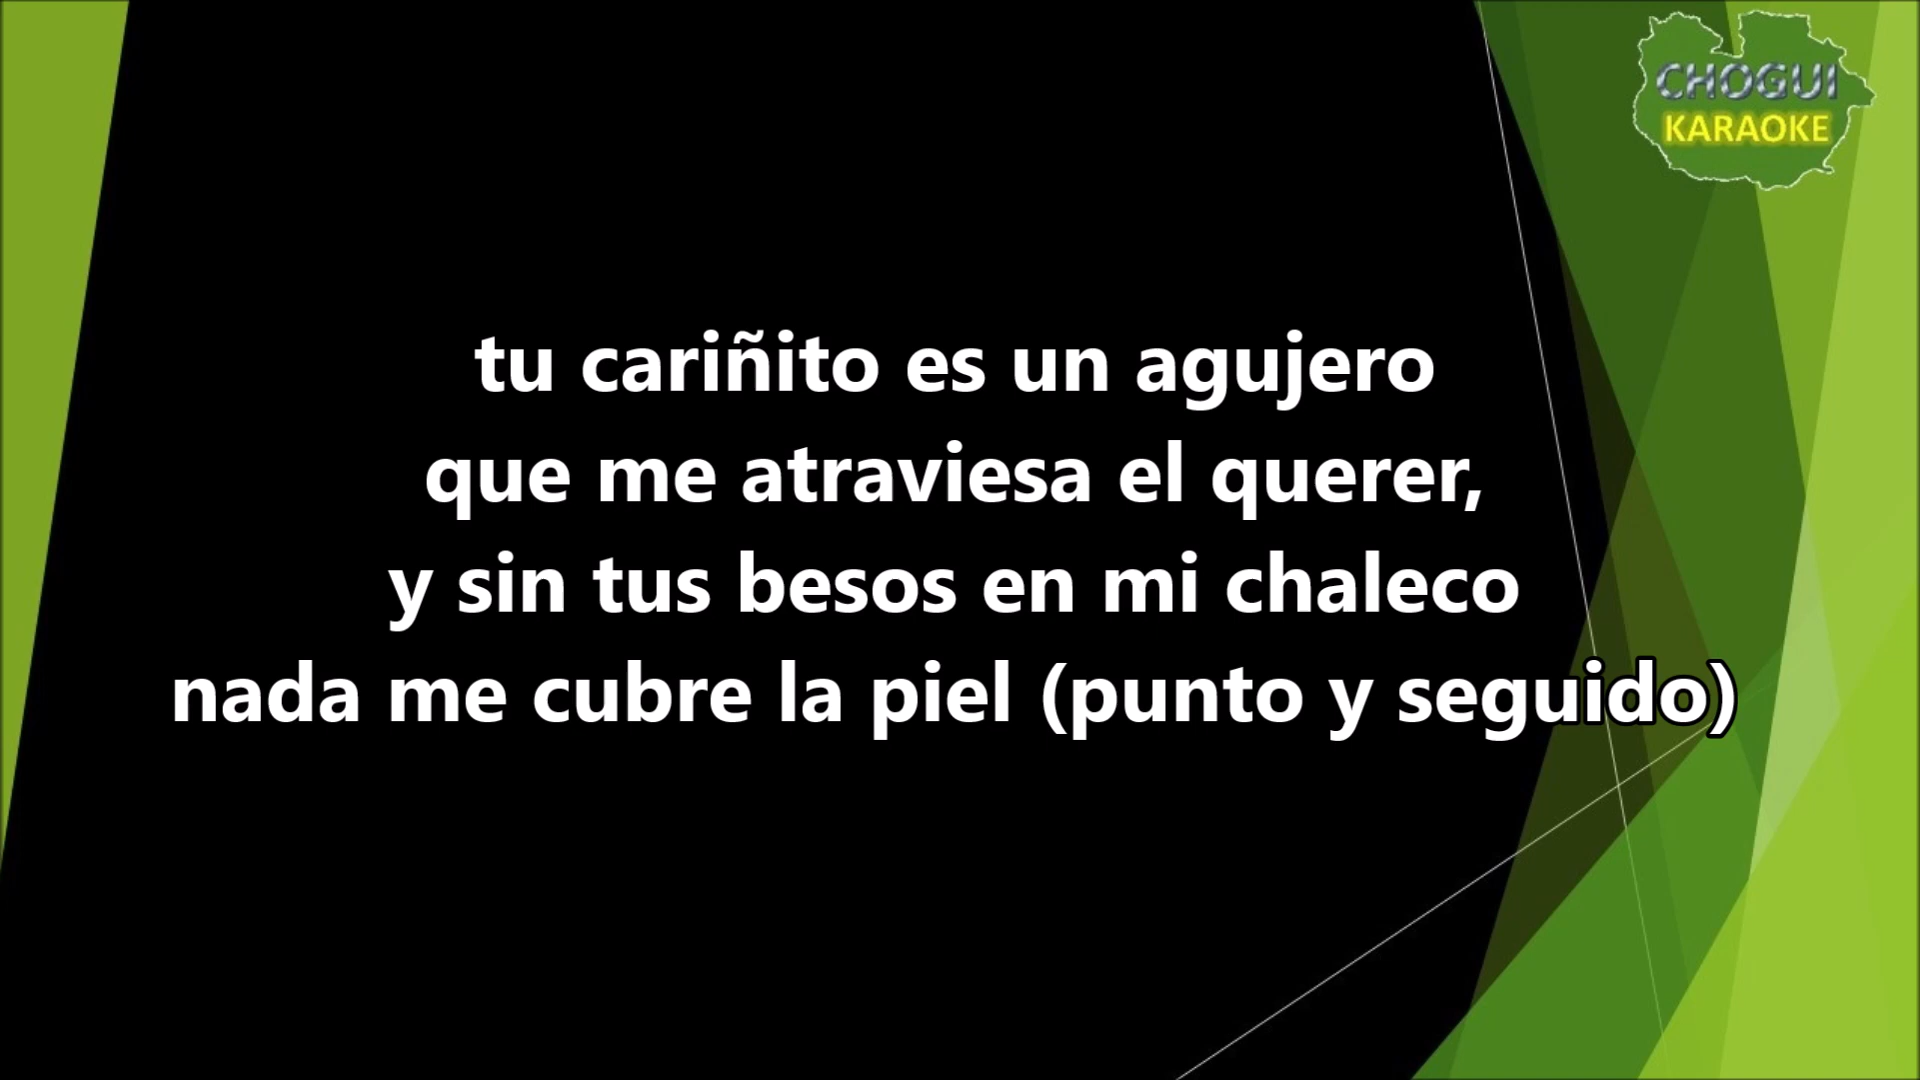 CHOGUI
KARAOKE
tu cariñito es un agujero
que me atraviesa el querer,
y sin tus besos en mi chaleco
nada me cubre la piel (punto y seguido)